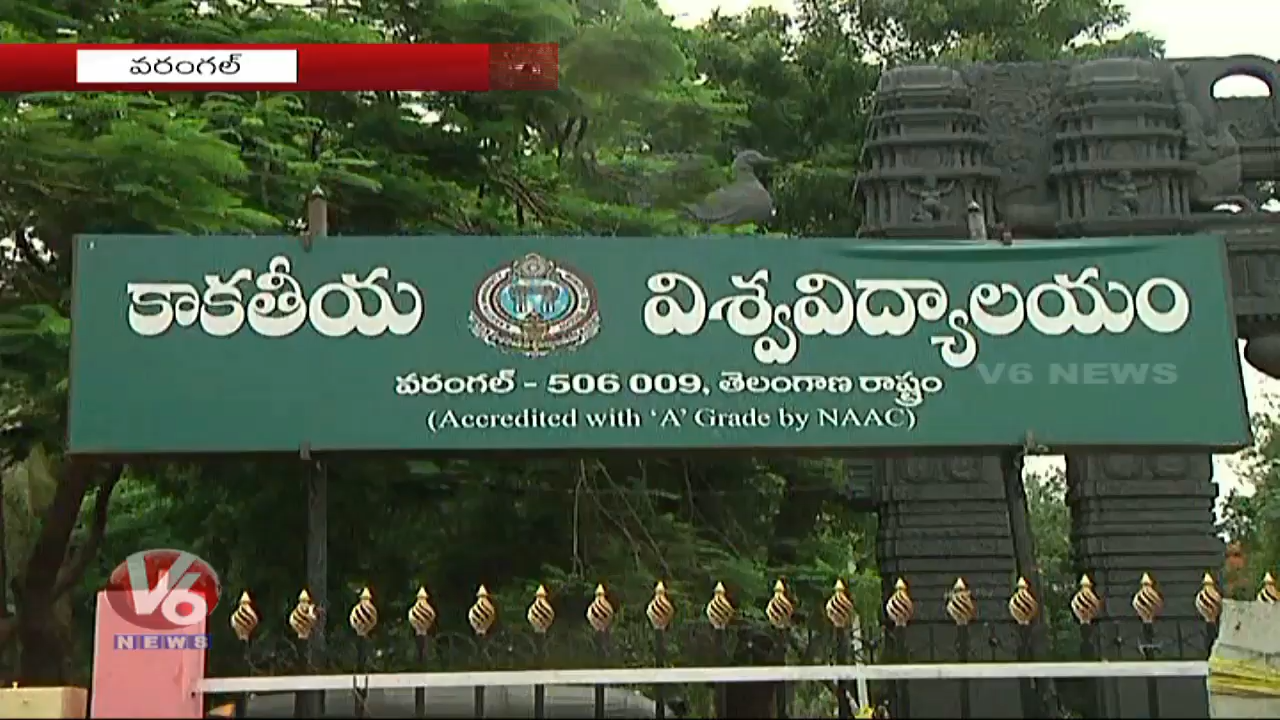 వరంగల్
కాకతీయ విశ్వవిద్యాలయం
వరంగల్ - 506 009, తెలంగాణ రాష్ట్రం
V6 NEWS
(Accredited with ‘A’ Grade by NAAC)
V6
NEWS